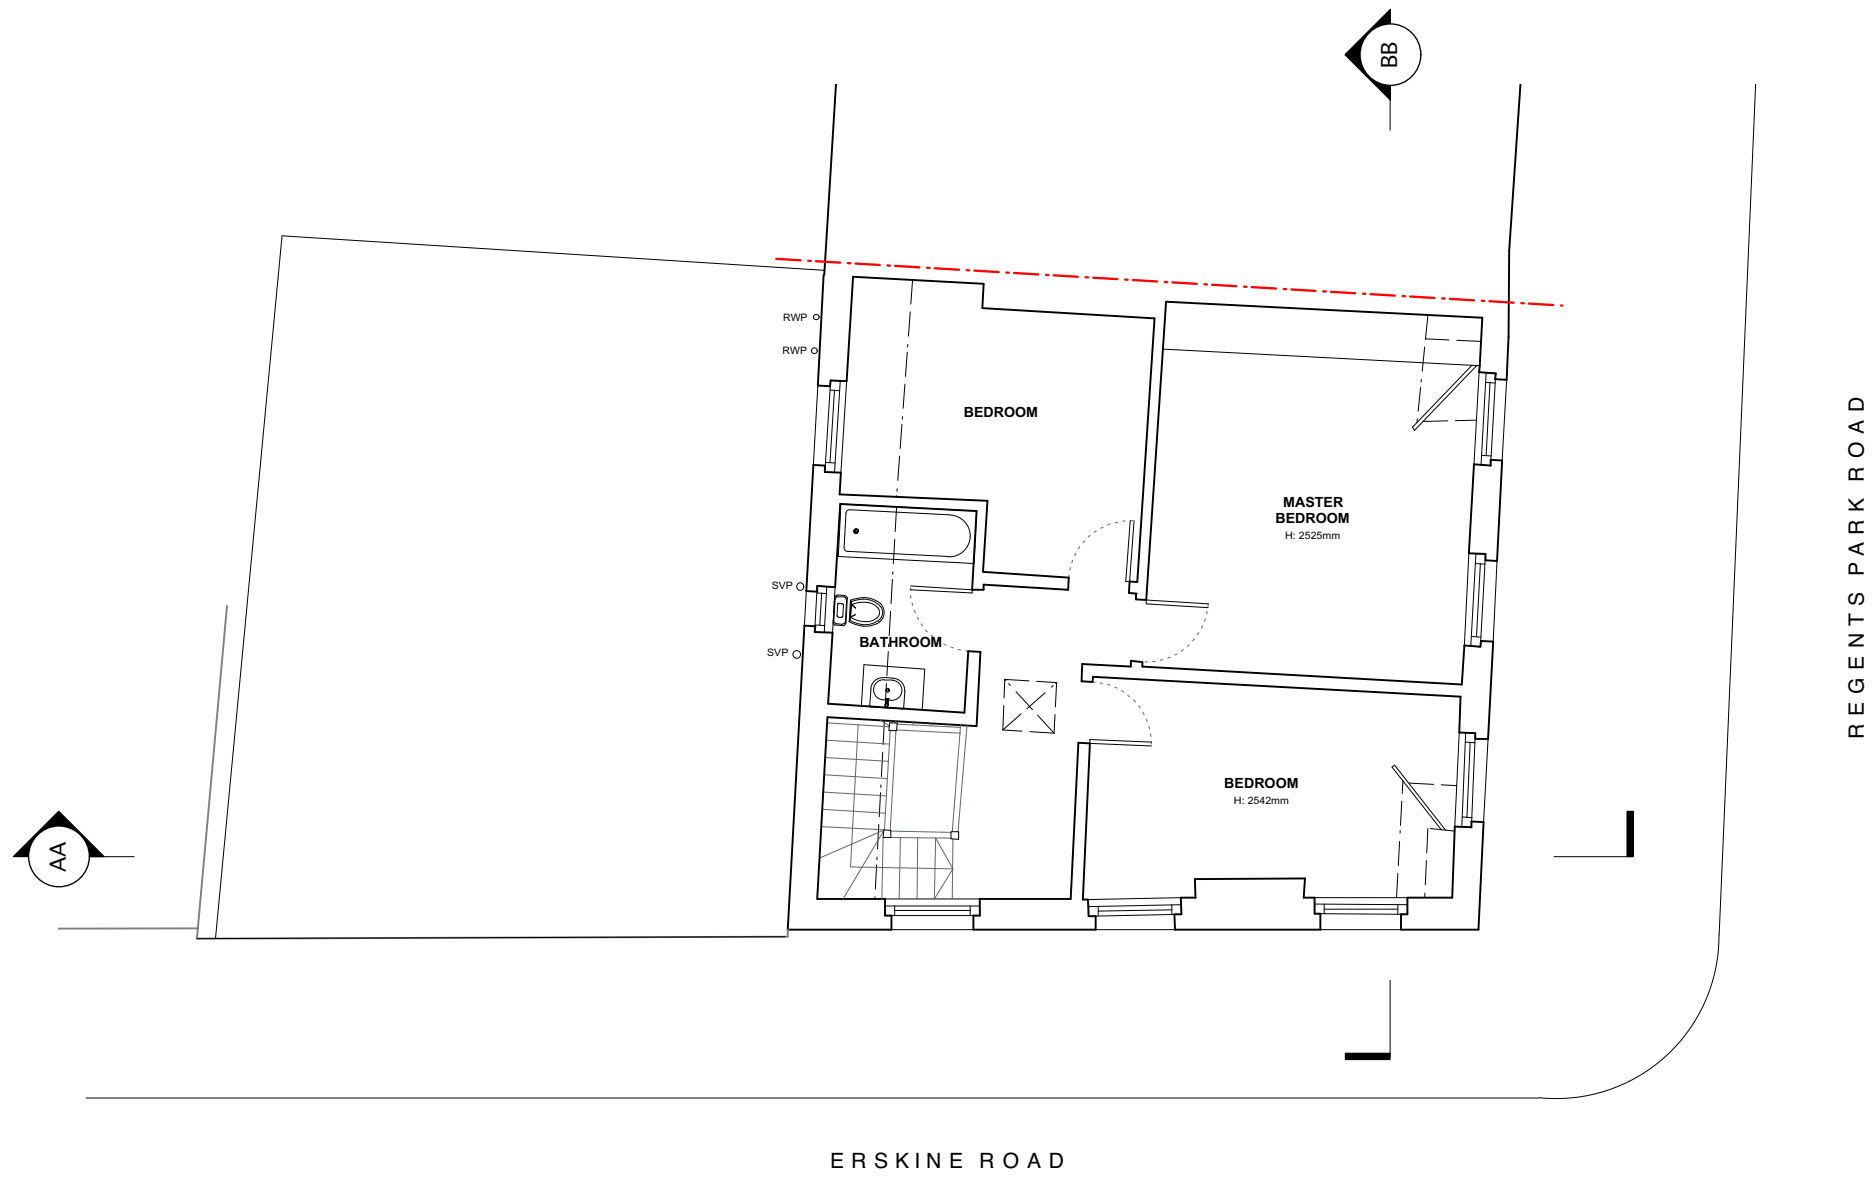 BB
RWP
RWP
BEDROOM
MASTER
BEDROOM
H: 2525mm
REGENTS PARK ROAD
SVP
BATHROOM
SVP
BEDROOM
H: 2542mm
AA
ERSKINE ROAD